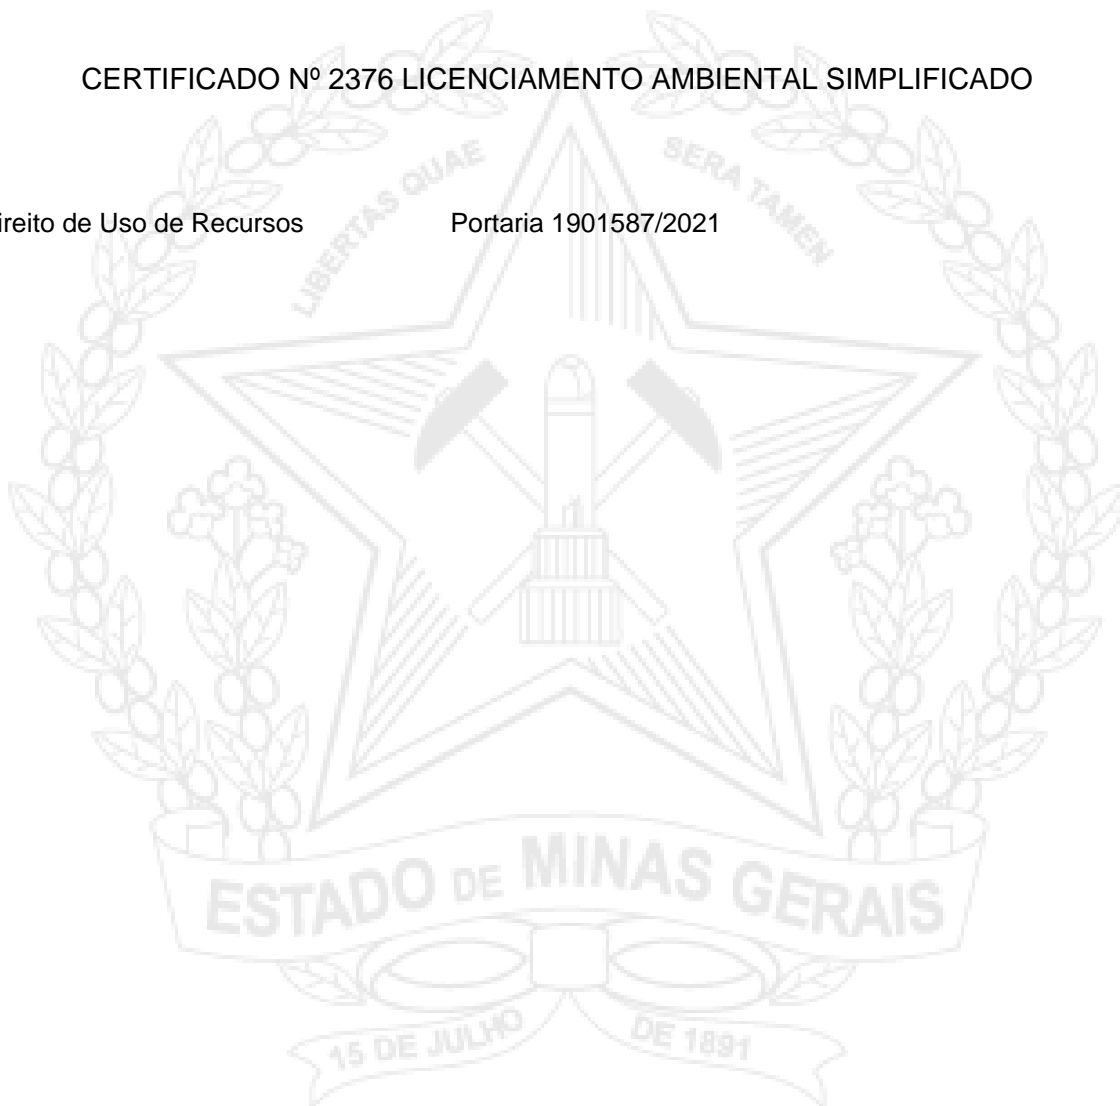 CERTIFICADO Nº 2376 LICENCIAMENTO AMBIENTAL SIMPLIFICADO
LIBERTAS QUAE SERA TAMEN
ireito de Uso de Recursos Portaria 1901587/2021
ESTADO DE MINAS GERAIS
15 DE JULHO DE 1891